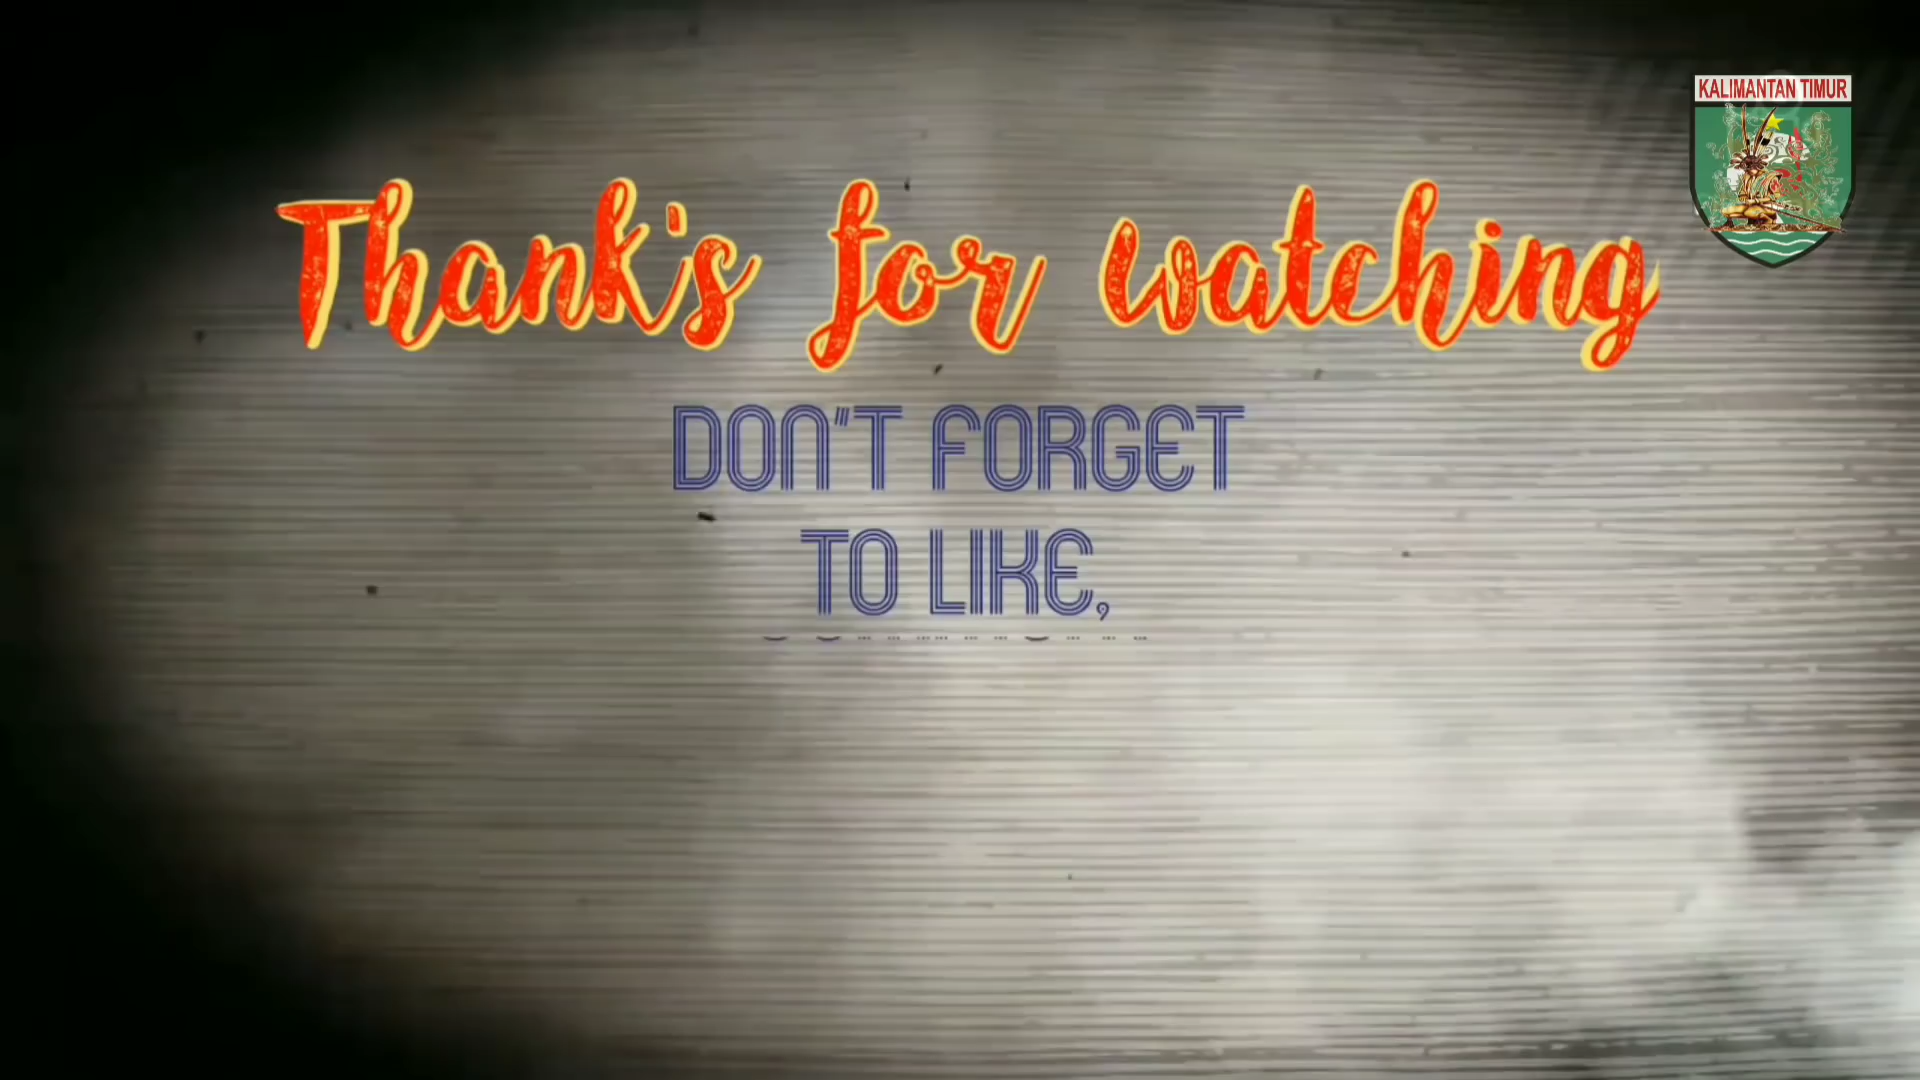 KALIMANTAN TIMUR
Thank's for watching
DON"T FORGET
TO LIKE,